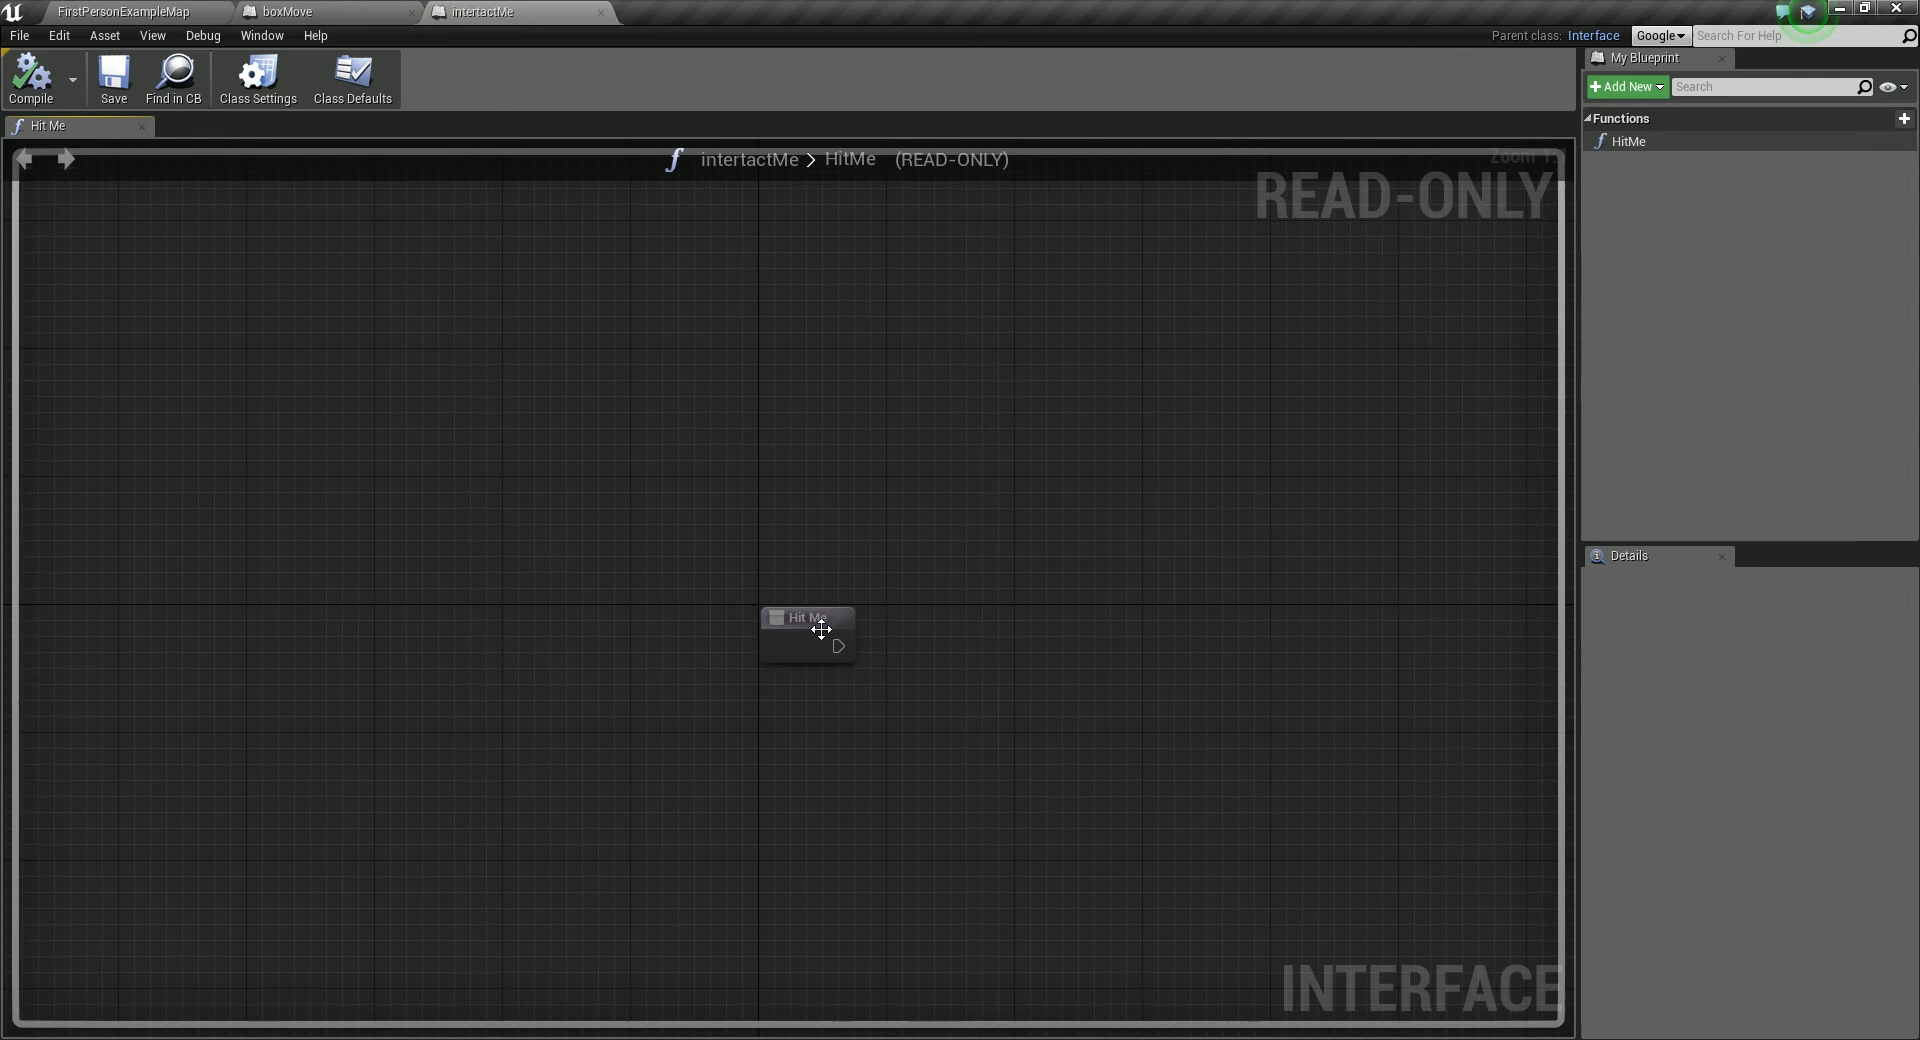 FirstPersonExampleMap
boxMove
intertactMe
File Edit Asset View Debug Window Help
Parent class: Interface
Google
Search For Help
Compile
Save
Find in CB
Class Settings
Class Defaults
My Blueprint
Add New
Search
Functions
HitMe
Hit Me
intertactMe > HitMe (READ-ONLY)
Zoom 1:1
READ-ONLY
Hit Me
Details
INTERFACE